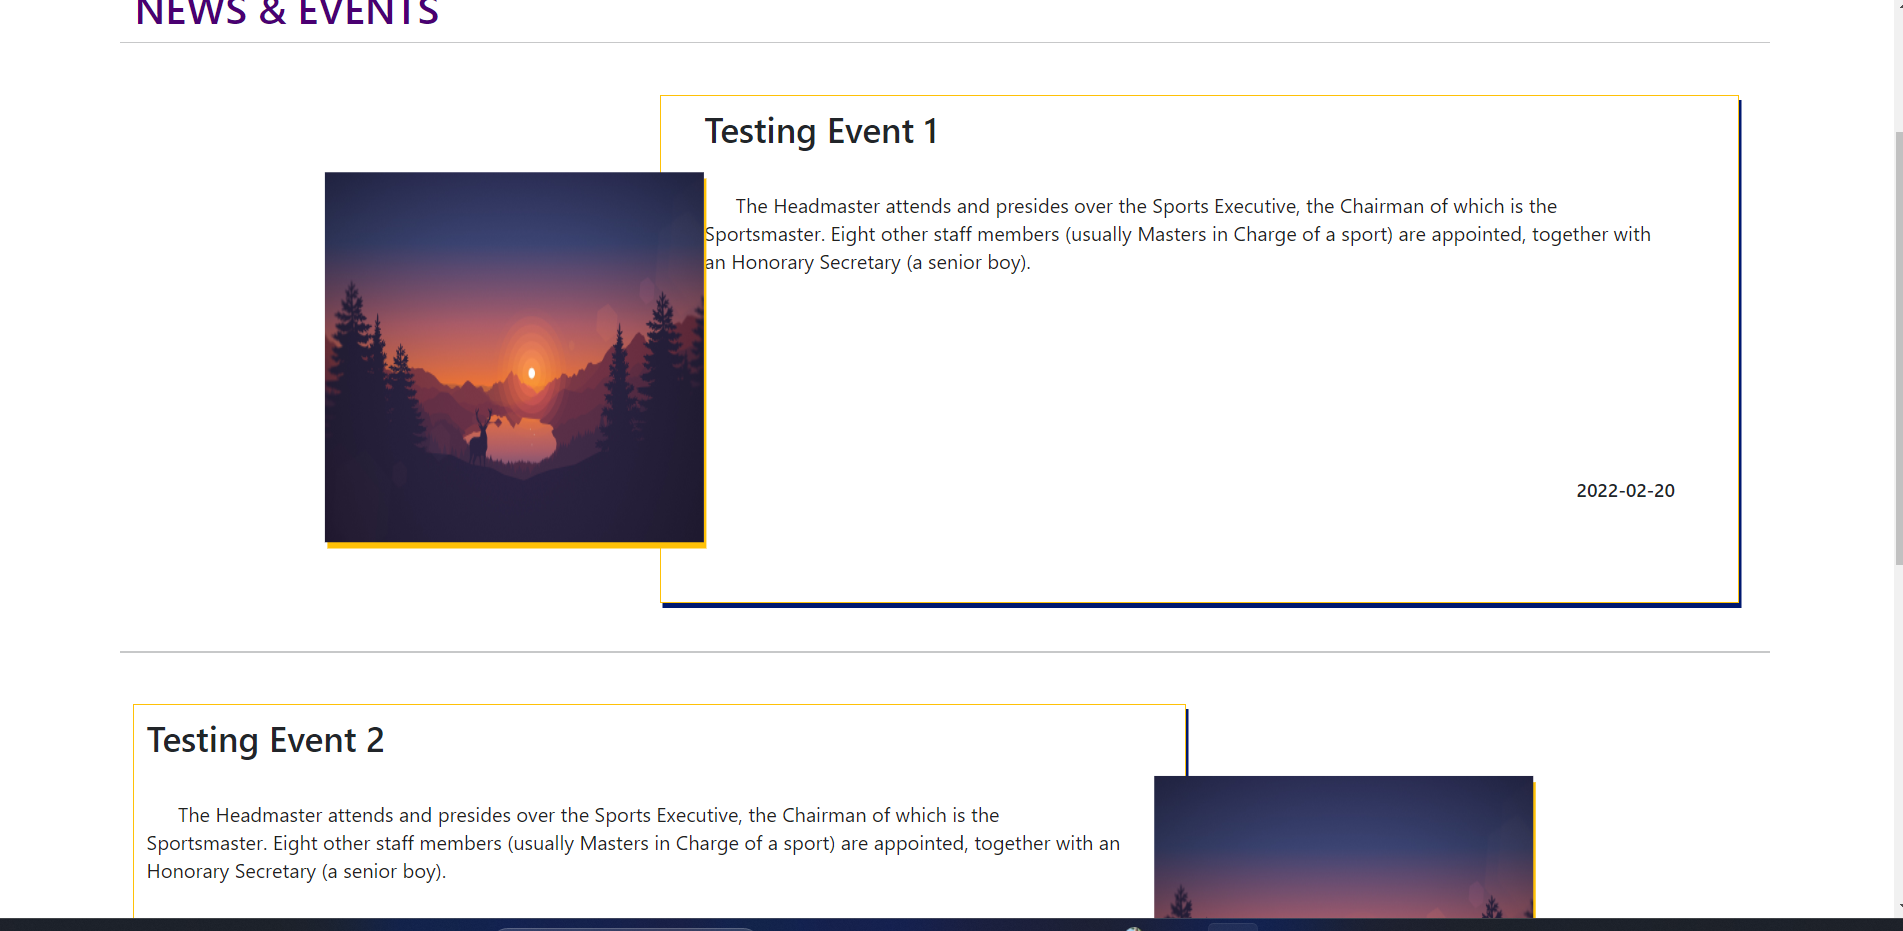 NEWS & EVENTS
Testing Event 1
The Headmaster attends and presides over the Sports Executive, the Chairman of which is the
Sportsmaster. Eight other staff members (usually Masters in Charge of a sport) are appointed, together with
an Honorary Secretary (a senior boy).
2022-02-20
Testing Event 2
The Headmaster attends and presides over the Sports Executive, the Chairman of which is the
Sportsmaster. Eight other staff members (usually Masters in Charge of a sport) are appointed, together with an
Honorary Secretary (a senior boy).